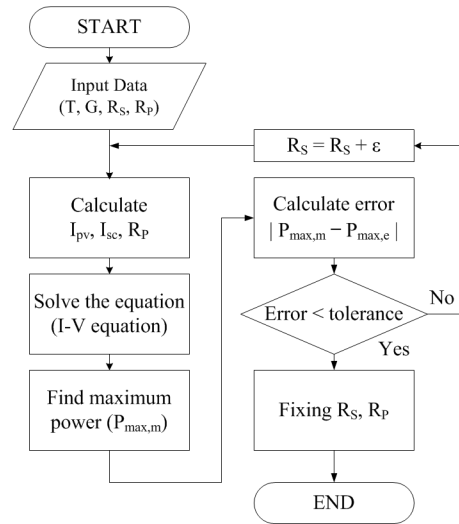 START
Input Data
(T, G, R_S, R_P)
Calculate
I_pv, I_sc, R_P
Solve the equation
(I-V equation)
Find maximum
power (P_max,m)
R_S = R_S + ε
Calculate error
| P_max,m − P_max,e |
Error < tolerance
No
Yes
Fixing R_S, R_P
END